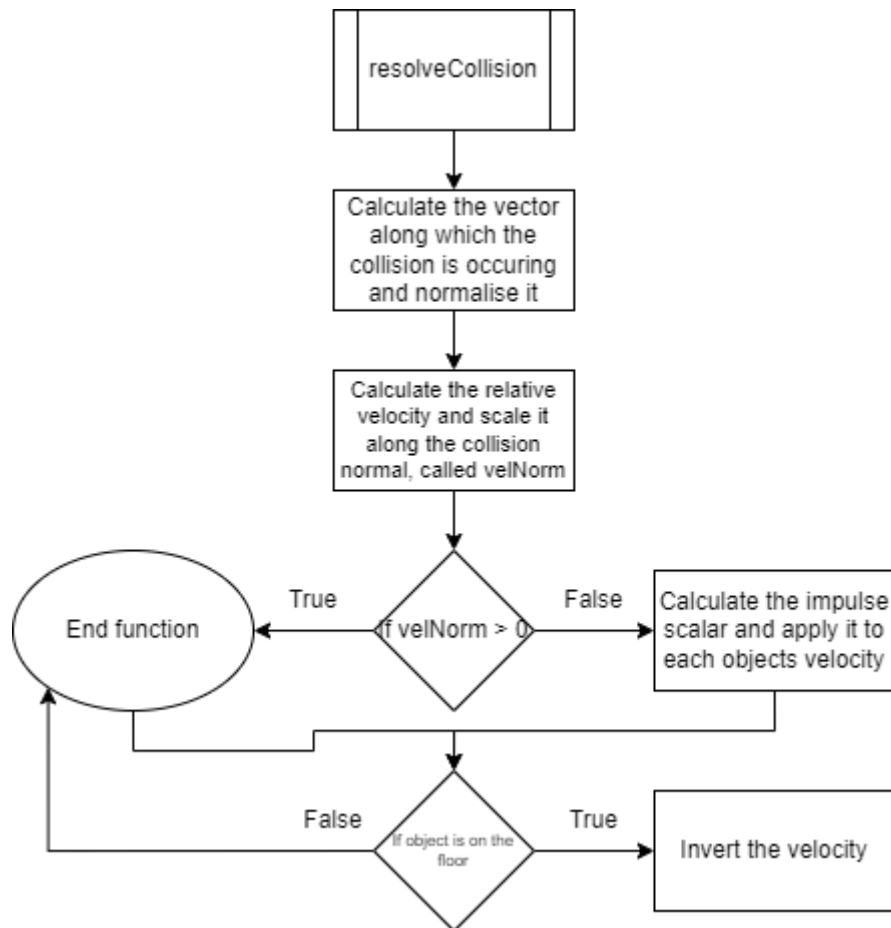 resolveCollision
Calculate the vector
along which the
collision is occuring
and normalise it
Calculate the relative
velocity and scale it
along the collision
normal, called velNorm
True
False
End function
If velNorm > 0
Calculate the impulse
scalar and apply it to
each objects velocity
False
True
If object is on the
floor
Invert the velocity